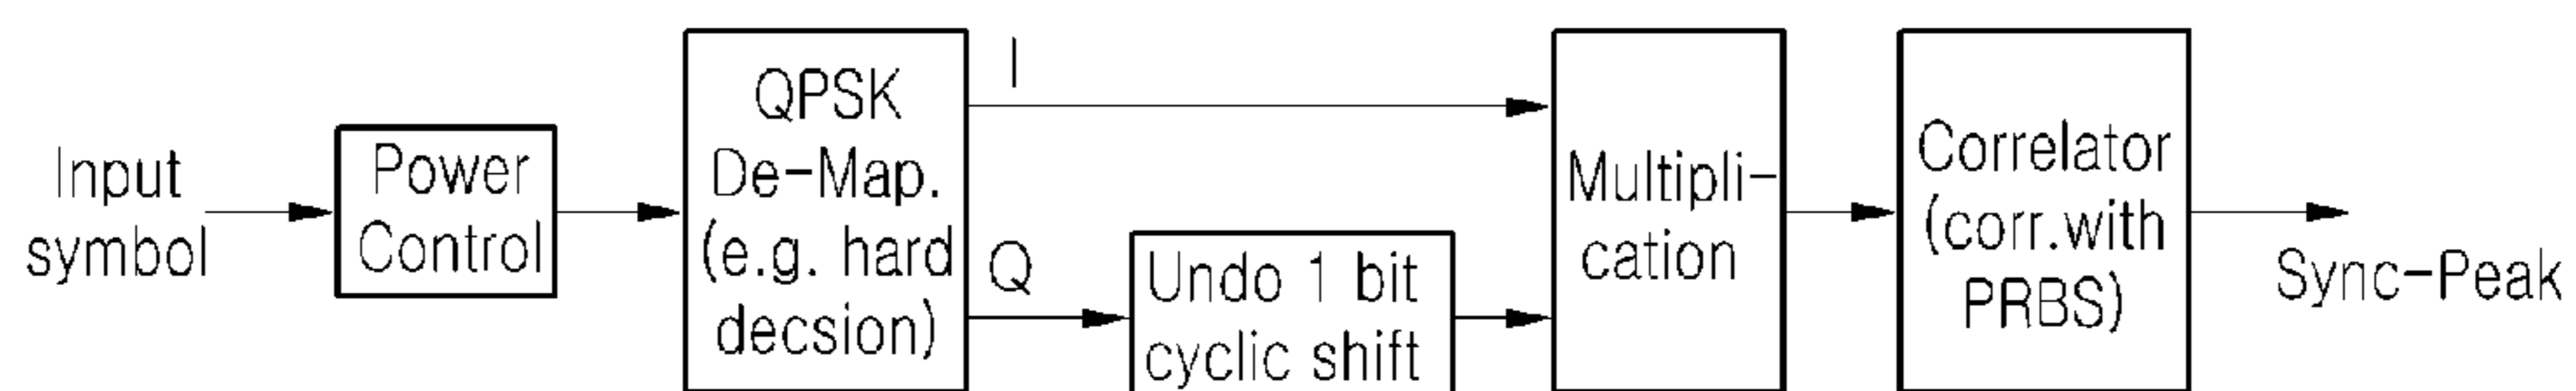 Input
symbol
Power
Control
QPSK
De-Map.
(e.g. hard
decsion)
I
Q
Undo 1 bit
cyclic shift
Multipli-
cation
Correlator
(corr.with
PRBS)
Sync-Peak